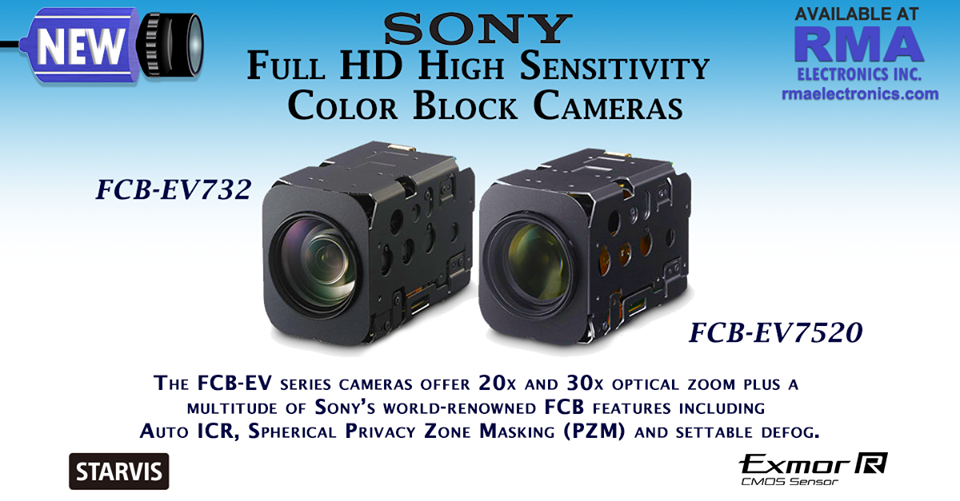 NEW
SONY
FULL HD HIGH SENSITIVITY
COLOR BLOCK CAMERAS
AVAILABLE AT
RMA
ELECTRONICS INC.
rmaelectronics.com
FCB-EV732
FCB-EV7520
THE FCB-EV SERIES CAMERAS OFFER 20X AND 30X OPTICAL ZOOM PLUS A
MULTITUDE OF SONY'S WORLD-RENOWNED FCB FEATURES INCLUDING
AUTO ICR, SPHERICAL PRIVACY ZONE MASKING (PZM) AND SETTABLE DEFOG.
STARVIS
Exmor R
CMOS Sensor